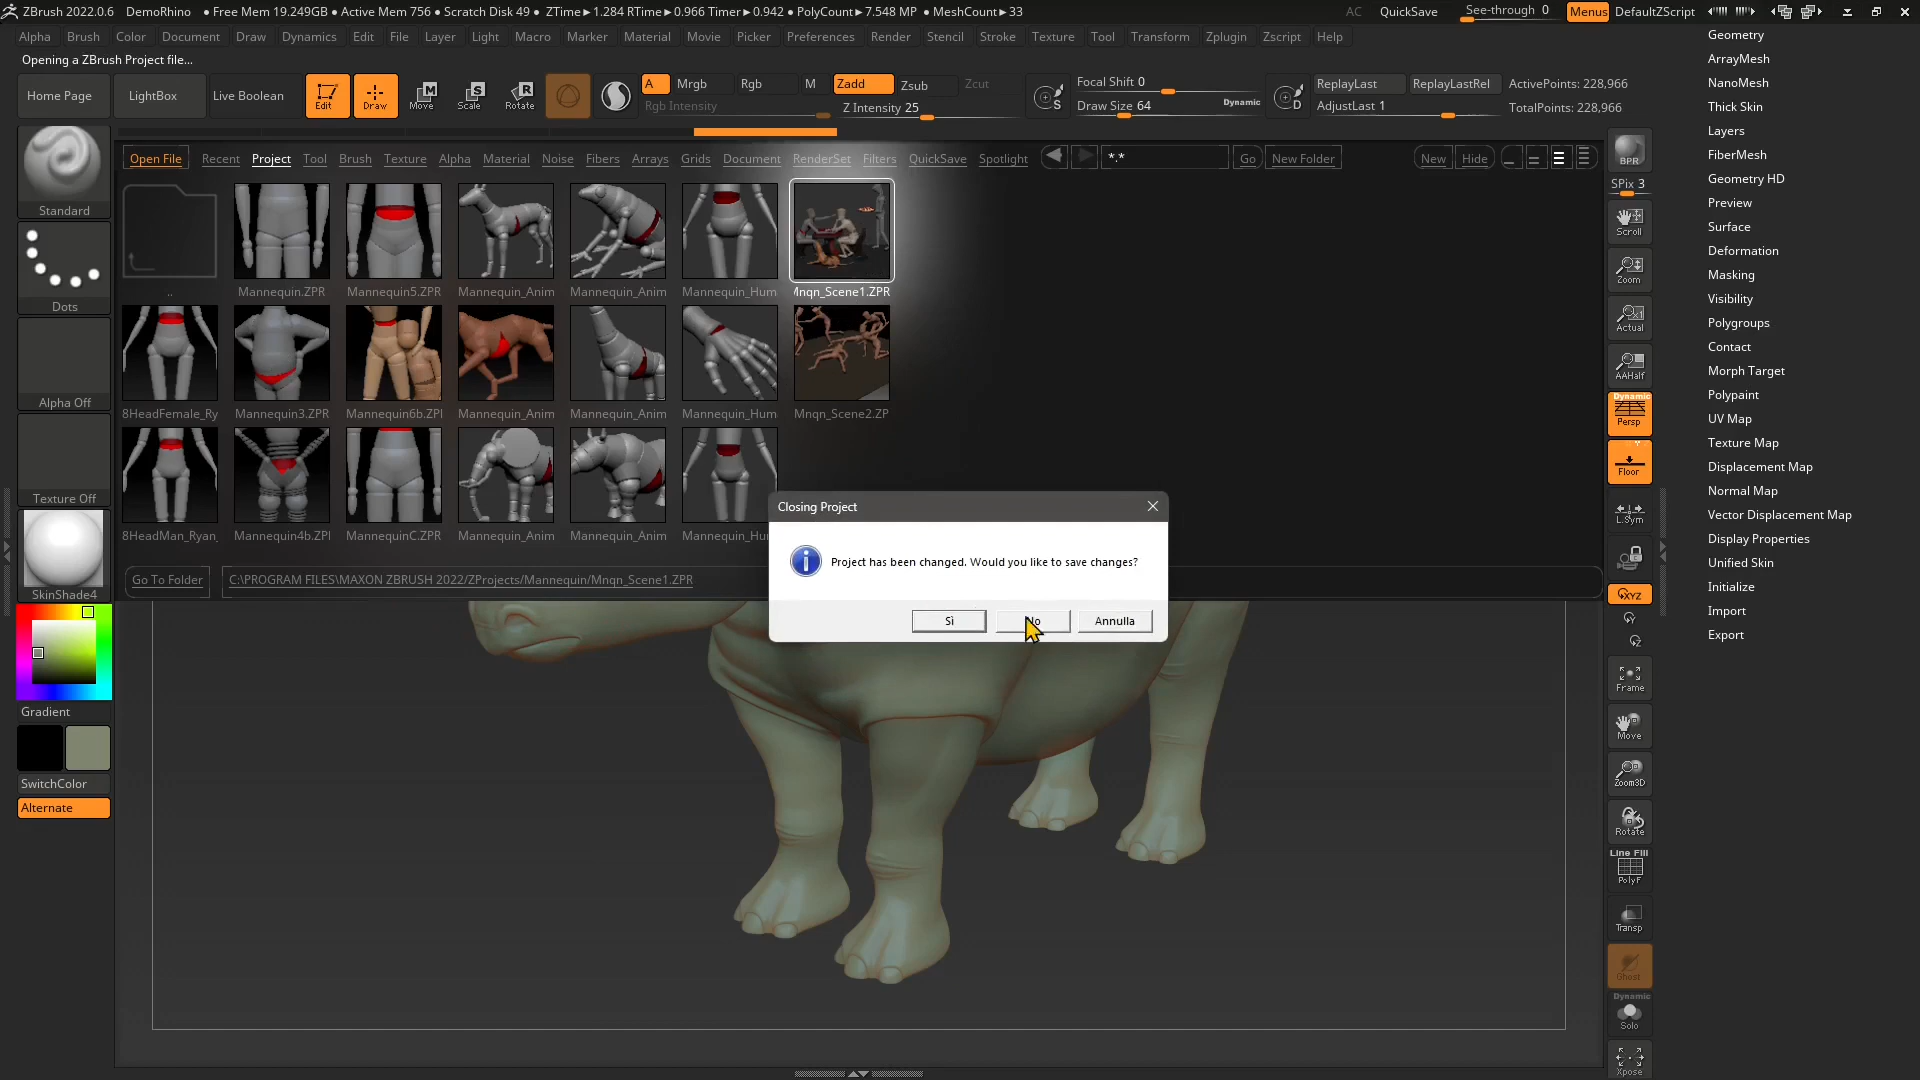 ZBrush 2022.0.6 DemoRhino • Free Mem 19.249GB • Active Mem 756 • Scratch Disk 49 • ZTime►1.284 RTime►0.966 Timer►0.942 • PolyCount►7.548 MP • MeshCount►33 AC QuickSave See-through 0 Menus DefaultZScript
Alpha Brush Color Document Draw Dynamics Edit File Layer Light Macro Marker Material Movie Picker Preferences Render Stencil Stroke Texture Tool Transform Zplugin Zscript Help
Opening a ZBrush Project file...
Home Page LightBox Live Boolean Edit Draw Move Scale Rotate
A Mrgb Rgb M Zadd Zsub Zcut
Rgb Intensity Z Intensity 25
Focal Shift 0
Draw Size 64 Dynamic
ReplayLast ReplayLastRel ActivePoints: 228,966
AdjustLast 1 TotalPoints: 228,966
Open File Recent Project Tool Brush Texture Alpha Material Noise Fibers Arrays Grids Document RenderSet Filters QuickSave Spotlight *.* Go New Folder New Hide
.. Mannequin.ZPR Mannequin5.ZPR Mannequin_Anim Mannequin_Anim Mannequin_Hum Mnqn_Scene1.ZPR
8HeadFemale_Ry Mannequin3.ZPR Mannequin6b.ZPI Mannequin_Anim Mannequin_Anim Mannequin_Hum Mnqn_Scene2.ZP
8HeadMan_Ryan_ Mannequin4b.ZPI MannequinC.ZPR Mannequin_Anim Mannequin_Anim Mannequin_Hu
Go To Folder C:\PROGRAM FILES\MAXON ZBRUSH 2022/ZProjects/Mannequin/Mnqn_Scene1.ZPR
Closing Project
Project has been changed. Would you like to save changes?
Sì Annulla
Standard
Dots
Alpha Off
Texture Off
SkinShade4
Gradient
SwitchColor
Alternate
BPR
SPix 3
Scroll
Zoom
Actual
AAHalf
Dynamic
Persp
Floor
L.Sym
XYZ
Frame
Move
Zoom3D
Rotate
Line Fill
PolyF
Transp
Ghost
Dynamic
Solo
Xpose
Geometry
ArrayMesh
NanoMesh
Thick Skin
Layers
FiberMesh
Geometry HD
Preview
Surface
Deformation
Masking
Visibility
Polygroups
Contact
Morph Target
Polypaint
UV Map
Texture Map
Displacement Map
Normal Map
Vector Displacement Map
Display Properties
Unified Skin
Initialize
Import
Export